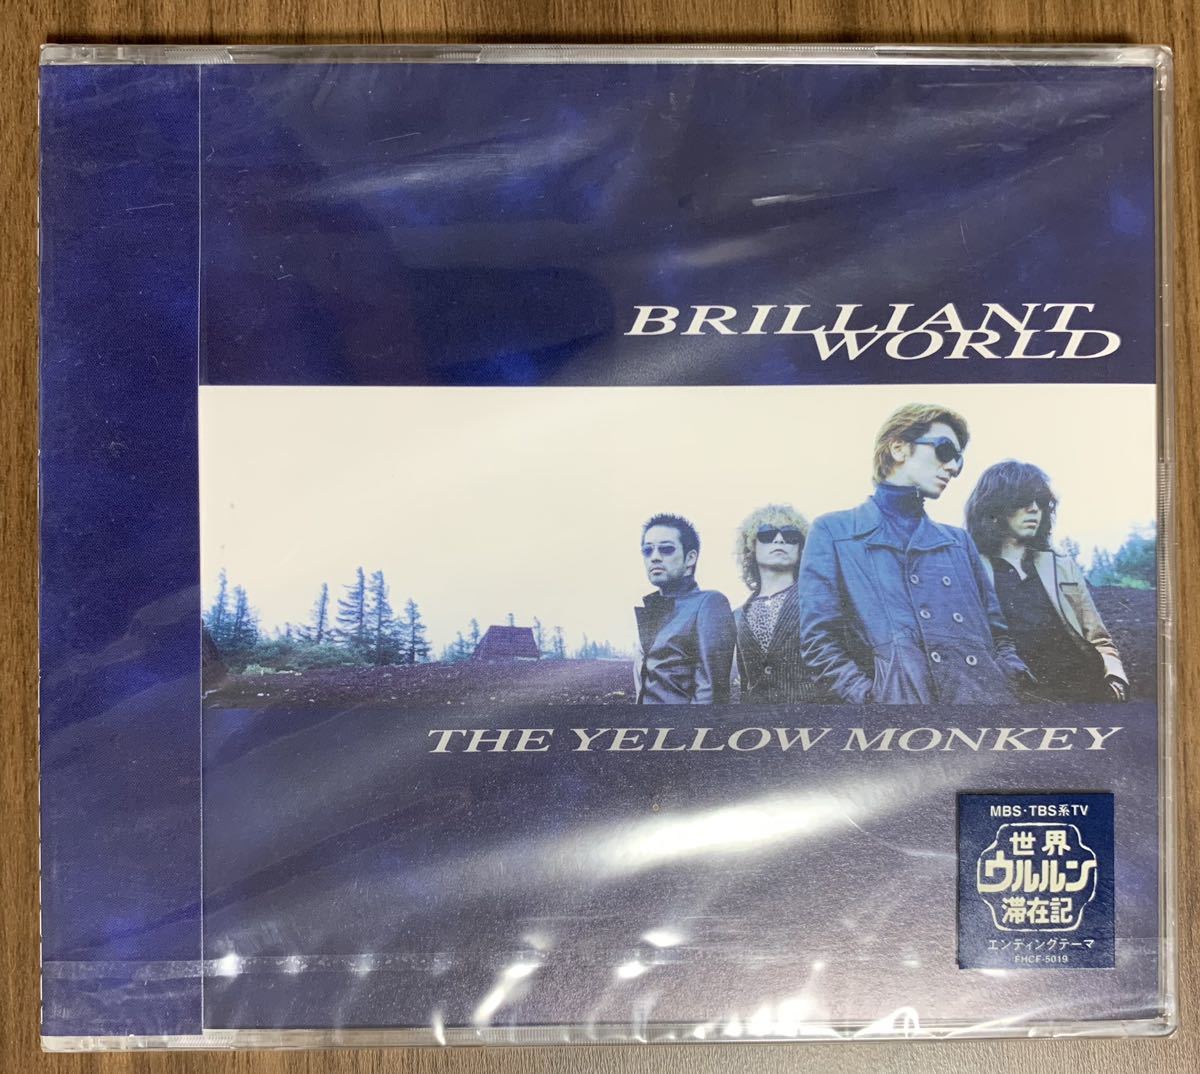 BRILLIANT
WORLD
THE YELLOW MONKEY
MBS・TBS系TV
世界
ウルルン
滞在記
エンディングテーマ
FHCF-5019